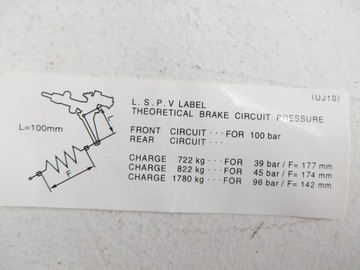 (UJ10)
L. S. P. V LABEL
THEORETICAL BRAKE CIRCUIT PRESSURE
FRONT CIRCUIT ··· FOR 100 bar
REAR CIRCUIT ···
CHARGE 722 kg ··· FOR 39 bar / F= 177 mm
CHARGE 822 kg ··· FOR 45 bar / F= 174 mm
CHARGE 1780 kg ··· FOR 96 bar / F= 142 mm
L
L=100mm
F